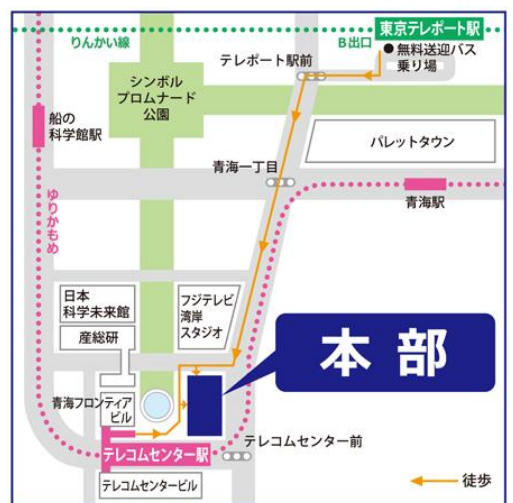 東京テレポート駅
りんかい線
B出口
テレポート駅前
●無料送迎バス
乗り場
シンボル
プロムナード
公園
船の
科学館駅
パレットタウン
青海一丁目
青海駅
ゆりかもめ
日本
科学未来館
フジテレビ
湾岸
スタジオ
産総研
本部
青海フロンティア
ビル
テレコムセンター前
テレコムセンター駅
テレコムセンタービル
徒歩